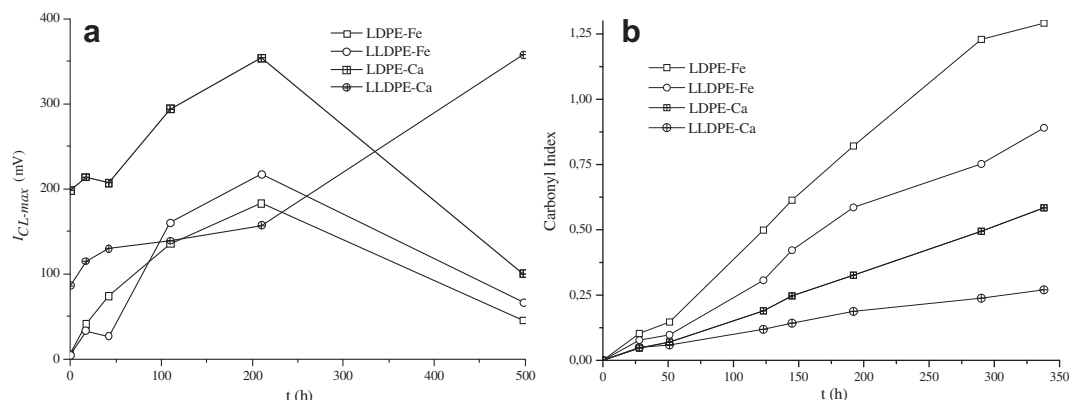 a
400
300
200
100
0
I_CL-max (mV)
0 100 200 300 400 500
t (h)
LDPE-Fe
LLDPE-Fe
LDPE-Ca
LLDPE-Ca
b
1,25
1,00
0,75
0,50
0,25
0,00
Carbonyl Index
0 50 100 150 200 250 300 350
t (h)
LDPE-Fe
LLDPE-Fe
LDPE-Ca
LLDPE-Ca